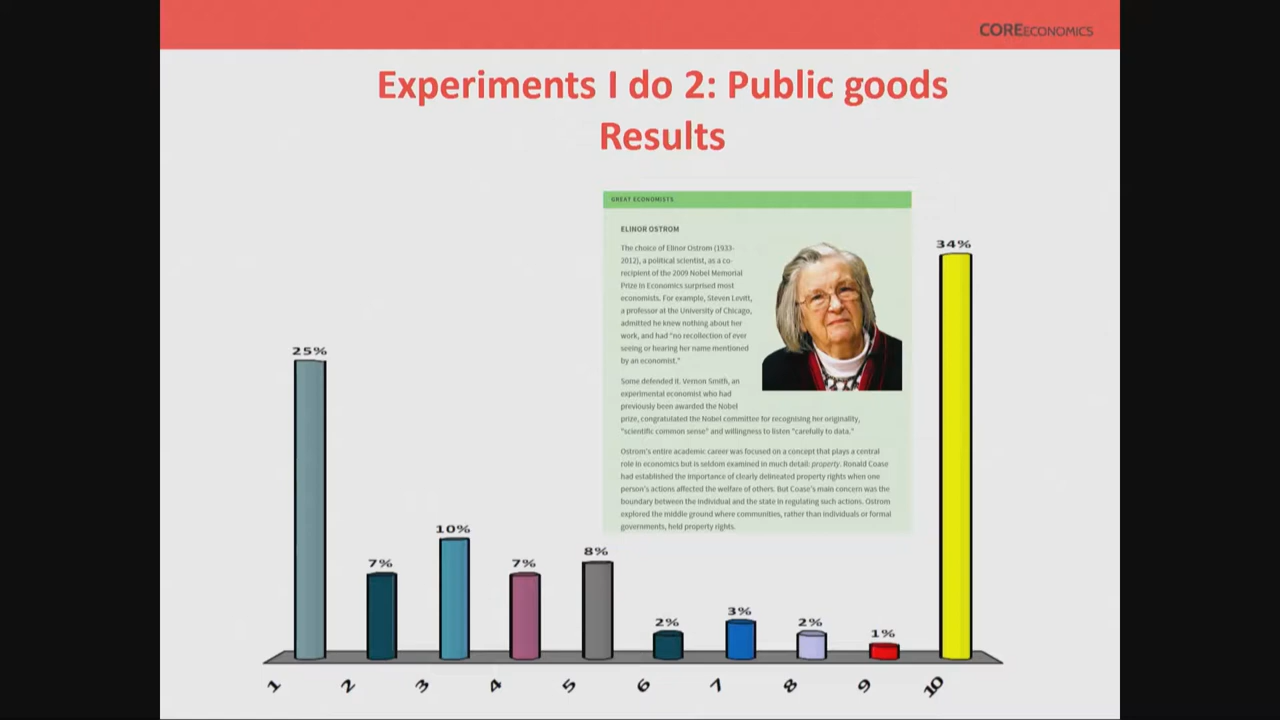 COREECONOMICS
Experiments I do 2: Public goods
Results
GREAT ECONOMISTS
ELINOR OSTROM
The choice of Elinor Ostrom (1933-
2012), a political scientist, as a co-
recipient of the 2009 Nobel Memorial
Prize in Economics surprised most
economists. For example, Steven Levitt,
a professor at the University of Chicago,
admitted he knew nothing about her
work, and had "no recollection of ever
seeing or hearing her name mentioned
by an economist."
Some defended it. Vernon Smith, an
experimental economist who had
previously been awarded the Nobel
prize, congratulated the Nobel committee for recognising her originality,
"scientific common sense" and willingness to listen "carefully to data."
Ostrom's entire academic career was focused on a concept that plays a central
role in economics but is seldom examined in much detail: property. Ronald Coase
had established the importance of clearly delineated property rights when one
person's actions affected the welfare of others. But Coase's main concern was the
boundary between the individual and the state in regulating such actions. Ostrom
explored the middle ground where communities, rather than individuals or formal
governments, held property rights.
25%
7%
10%
7%
8%
2%
3%
2%
1%
34%
1
2
3
4
5
6
7
8
9
10